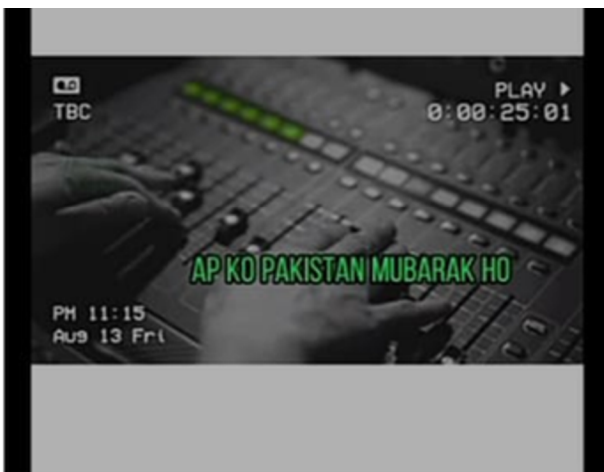 PLAY
TBC
0:00:25:01
AP KO PAKISTAN MUBARAK HO
PM 11:15
Aug 13 Fri